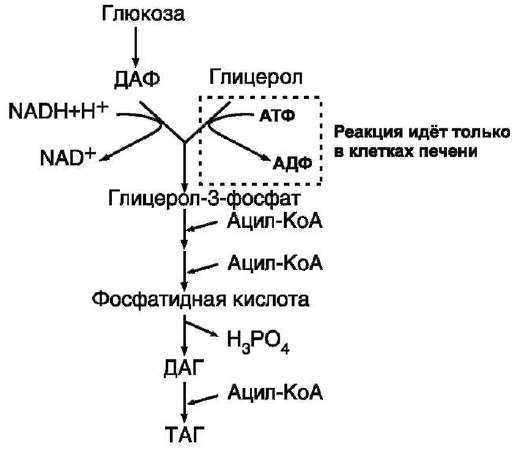 Глюкоза
ДАФ
Глицерол
NADH+H⁺
АТФ
NAD⁺
АДФ
Реакция идёт только
в клетках печени
Глицерол-3-фосфат
Ацил-КоА
Ацил-КоА
Фосфатидная кислота
H₃PO₄
ДАГ
Ацил-КоА
ТАГ